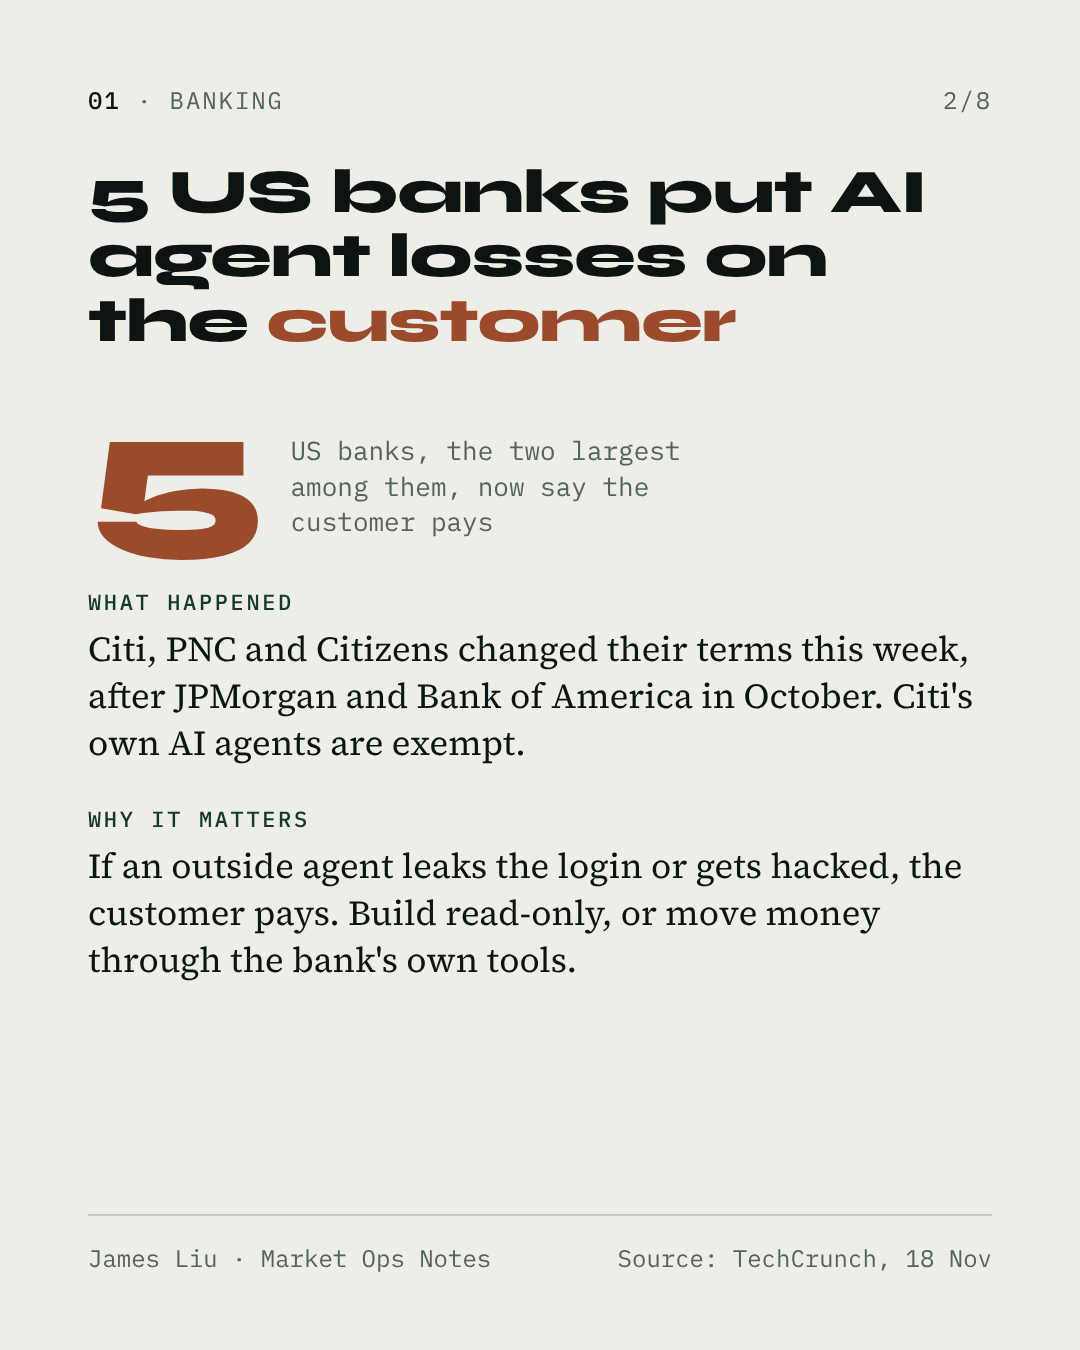 01 · BANKING
2/8
5 US banks put AI
agent losses on
the customer
5
US banks, the two largest
among them, now say the
customer pays
WHAT HAPPENED
Citi, PNC and Citizens changed their terms this week,
after JPMorgan and Bank of America in October. Citi's
own AI agents are exempt.
WHY IT MATTERS
If an outside agent leaks the login or gets hacked, the
customer pays. Build read-only, or move money
through the bank's own tools.
James Liu · Market Ops Notes
Source: TechCrunch, 18 Nov